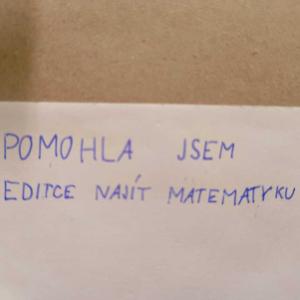 POMOHLA JSEM
EDITCE NAJÍT MATEMATYKU